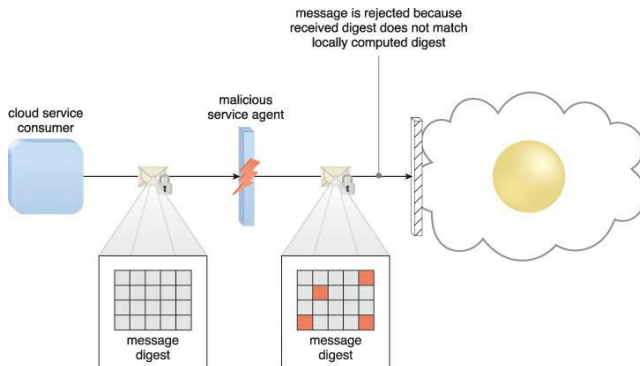 message is rejected because
received digest does not match
locally computed digest
malicious
service agent
cloud service
consumer
message
digest
message
digest